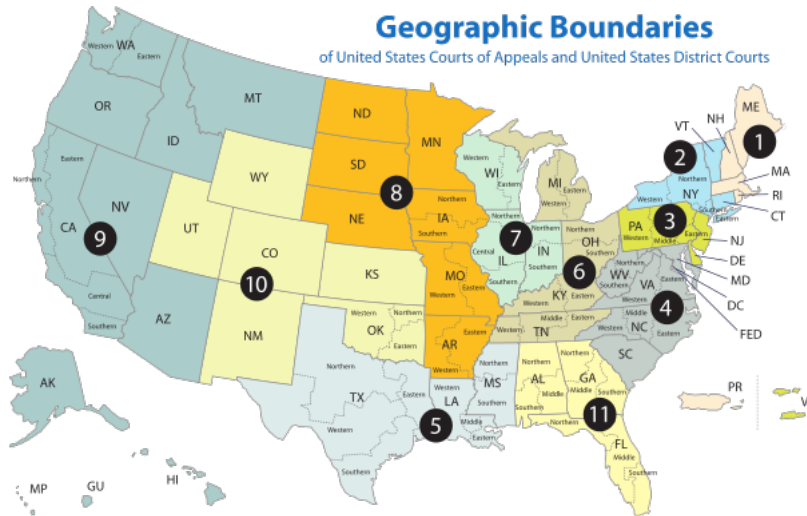 Geographic Boundaries
of United States Courts of Appeals and United States District Courts
Western WA Eastern
OR
MT
ID
Northern
Eastern
CA
NV
9
Central
Southern
AZ
WY
UT
CO
10
KS
NM
Western Northern
OK Eastern
ND
SD
NE
8
MN
Northern
IA
Southern
MO
Western Eastern
Eastern
AR
Western
Western
WI
Eastern
Northern
7
Central
IL
Southern
Northern
IN
Southern
MI Eastern
Western
Northern
OH
Southern
6
KY
Western Eastern
Middle Eastern
Western TN
VT
NH
ME
1
2
Northern
Western NY
Southern Eastern
MA
RI
CT
3
PA
Western Middle Eastern
NJ
DE
MD
DC
FED
Northern
WV
Southern
VA
Eastern
Western
4
Middle
Western NC Eastern
SC
Northern
TX
Eastern
Western
Southern
5
Western
LA
Middle
Eastern
Northern
MS
Southern
Northern
AL
Middle
Southern
Northern
GA
Middle
Southern
11
Northern
FL
Middle
Southern
PR
V
AK
MP
GU
HI